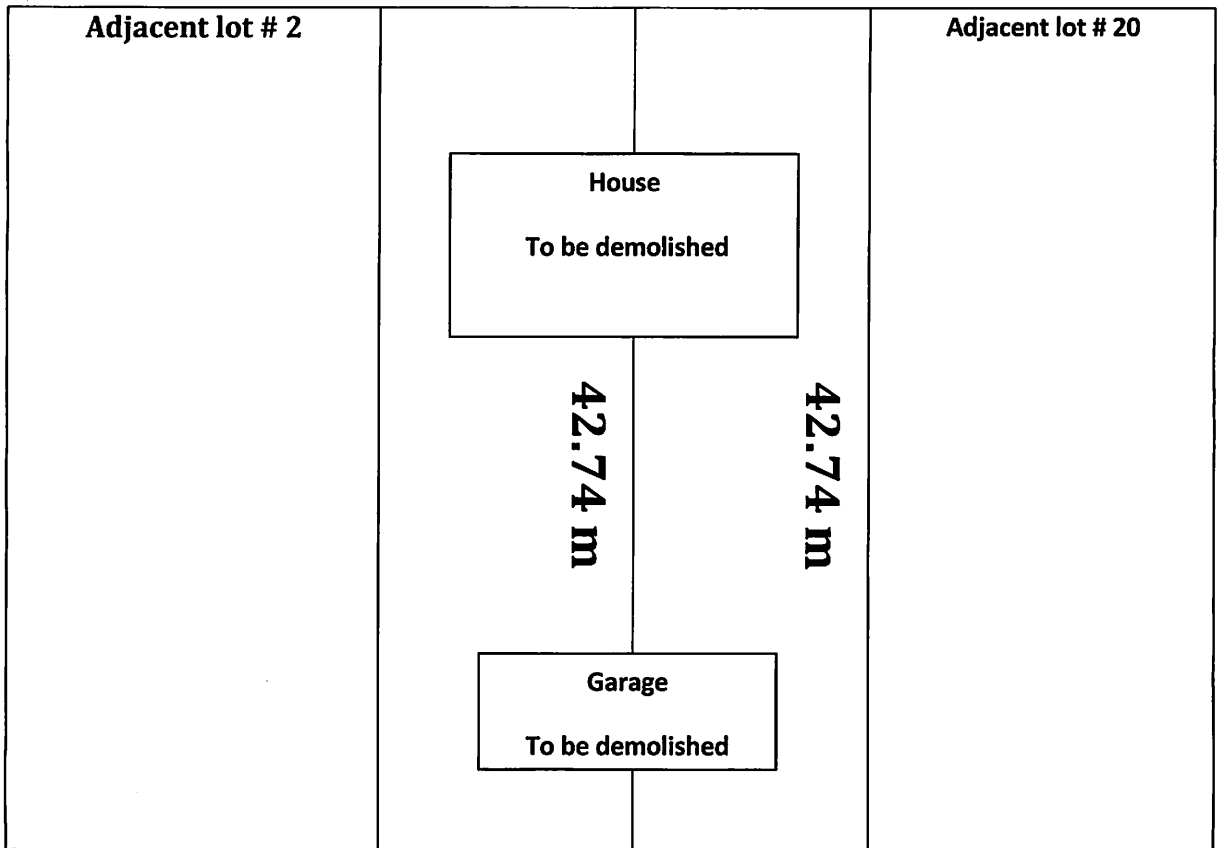 Adjacent lot # 2
Adjacent lot # 20
House
To be demolished
42.74 m
42.74 m
Garage
To be demolished